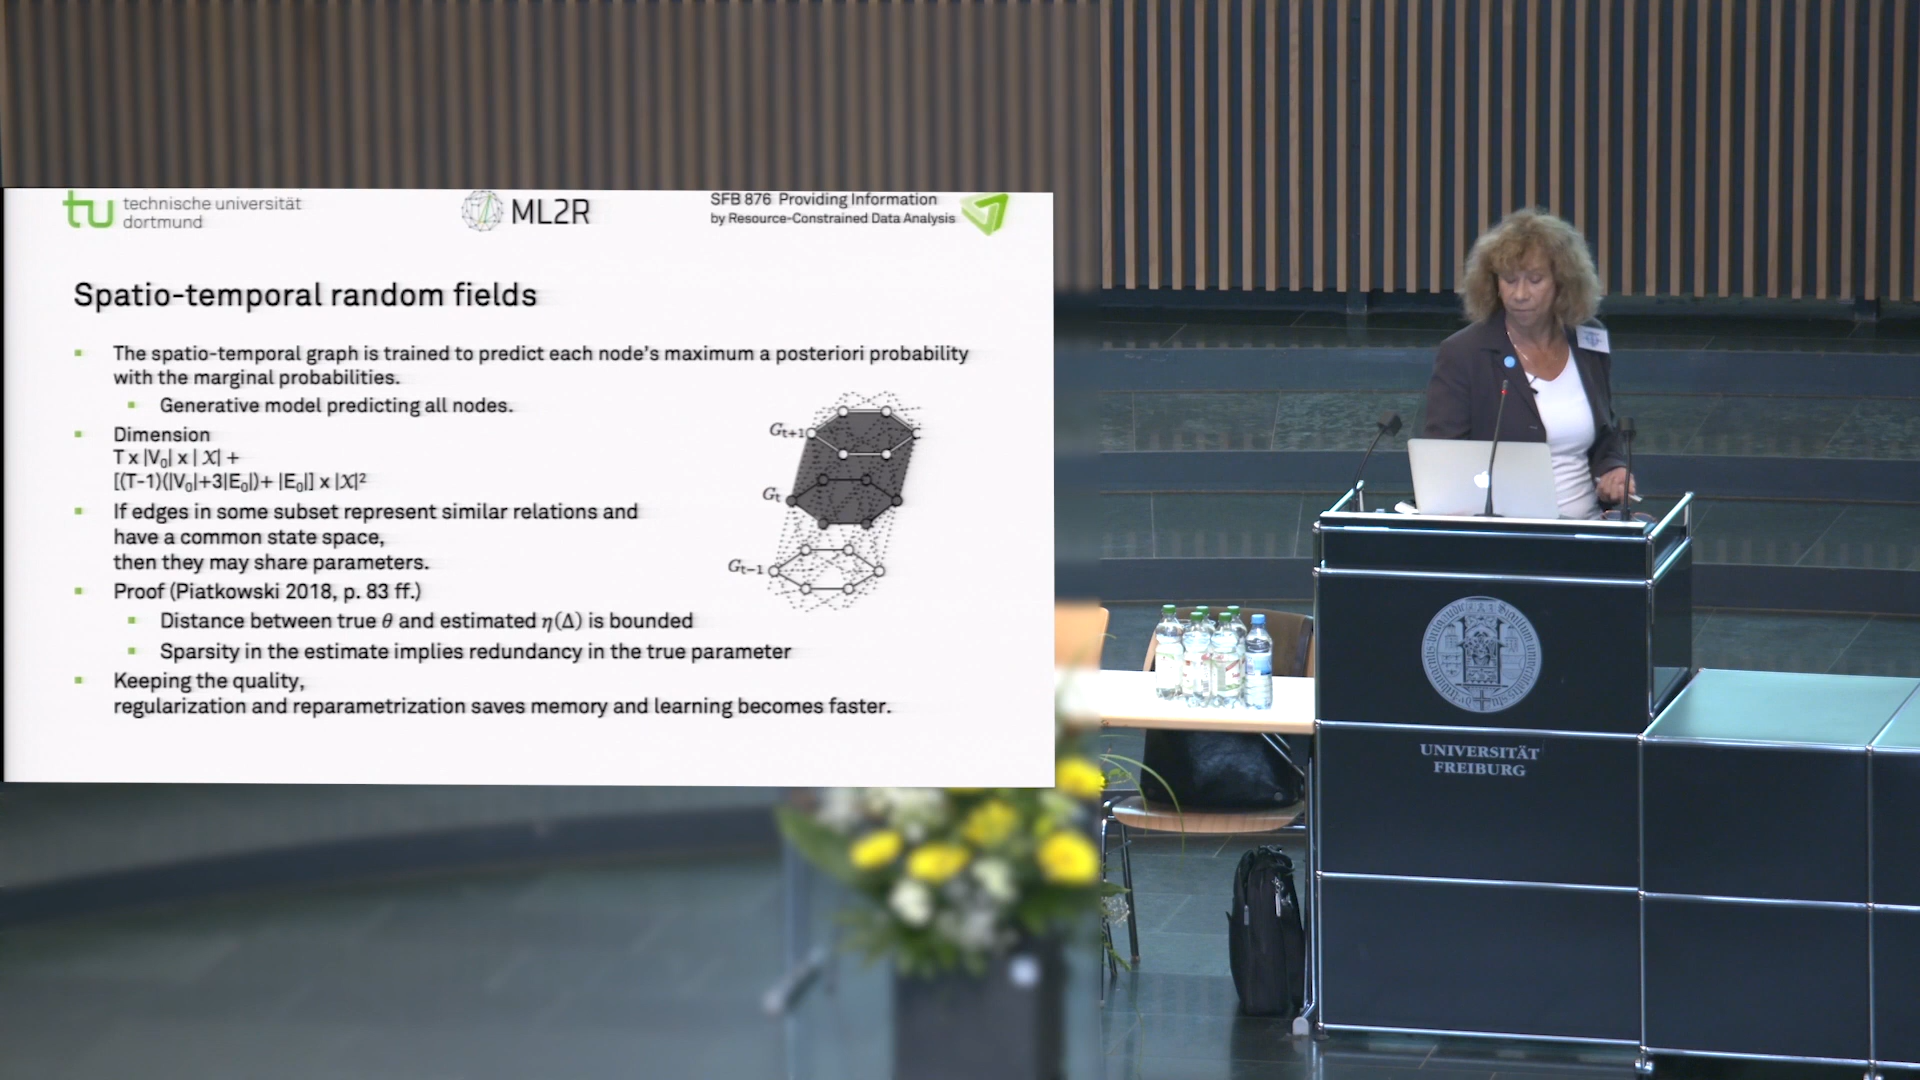 technische universität
dortmund
ML2R
SFB 876 Providing Information
by Resource-Constrained Data Analysis
Spatio-temporal random fields
The spatio-temporal graph is trained to predict each node's maximum a posteriori probability
with the marginal probabilities.
Generative model predicting all nodes.
Dimension
T x |V₀| x | X| +
[(T-1)(|V₀|+3|E₀|)+ |E₀|] x |X|²
If edges in some subset represent similar relations and
have a common state space,
then they may share parameters.
Proof (Piatkowski 2018, p. 83 ff.)
Distance between true θ and estimated η(Δ) is bounded
Sparsity in the estimate implies redundancy in the true parameter
Keeping the quality,
regularization and reparametrization saves memory and learning becomes faster.
Gt+1
Gt
Gt−1
UNIVERSITÄT
FREIBURG